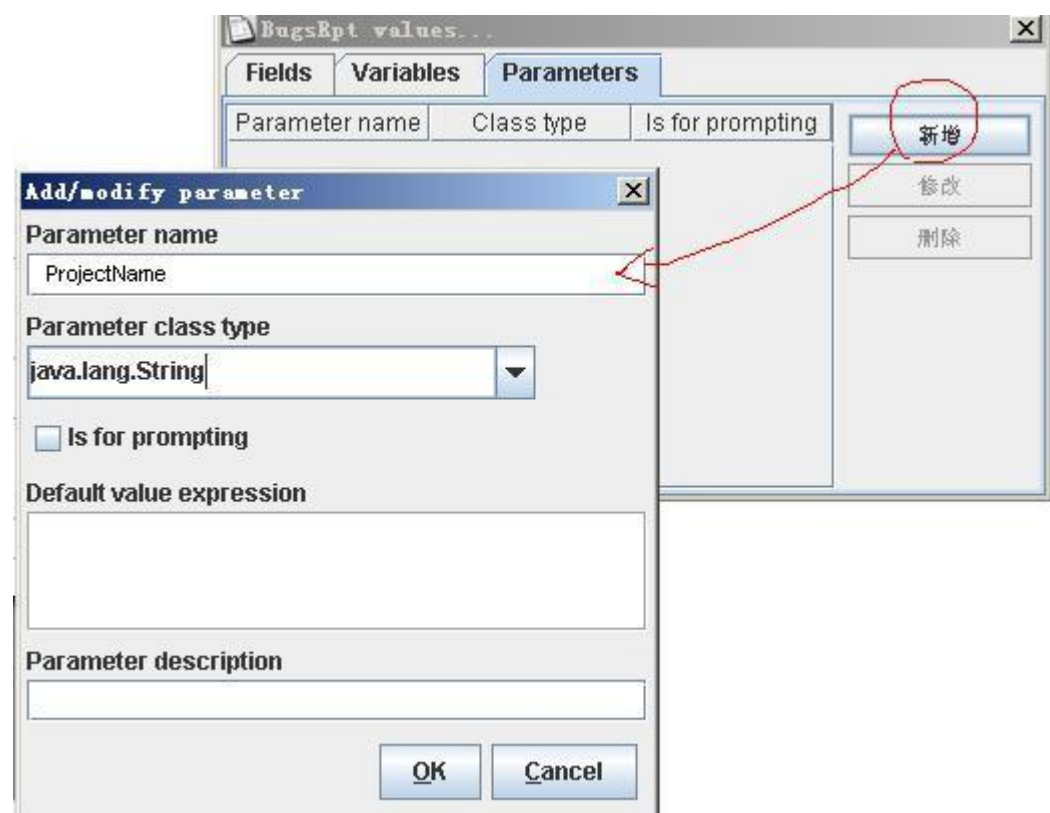 BugsRpt values...
Fields Variables Parameters
Parameter name Class type Is for prompting
新增
修改
删除
Add/modify parameter
Parameter name
ProjectName
Parameter class type
java.lang.String
Is for prompting
Default value expression
Parameter description
OK Cancel